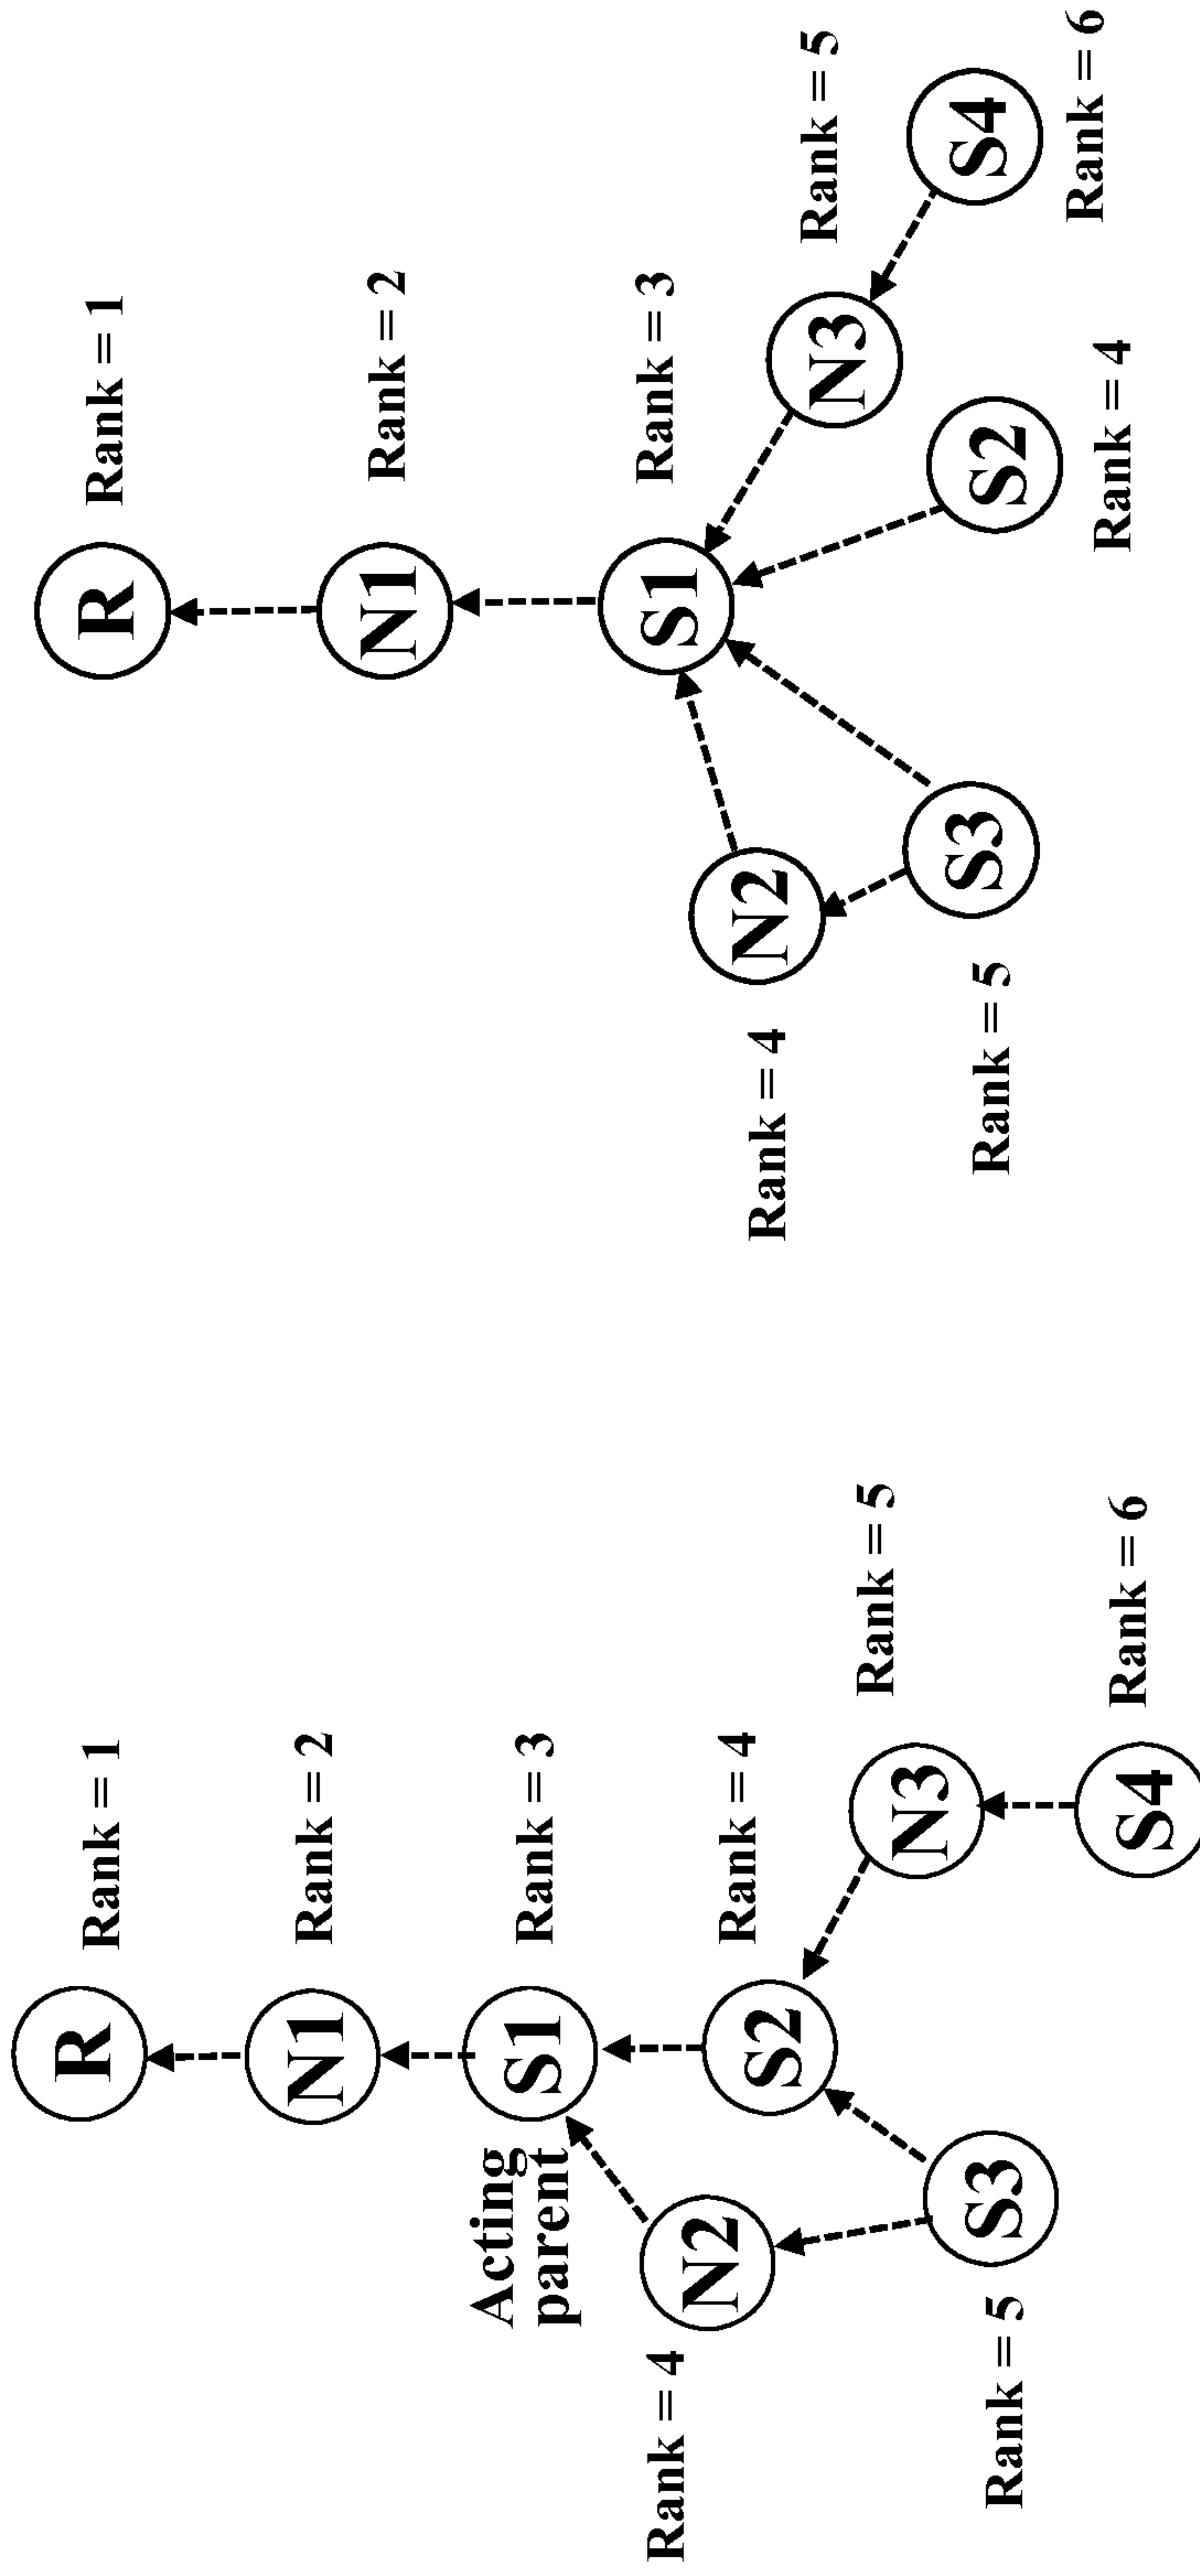 R
Rank = 1
N1
Rank = 2
Acting
parent
S1
Rank = 3
Rank = 4
N2
S2
Rank = 4
N3
Rank = 5
Rank = 5
S3
S4
Rank = 6
R
Rank = 1
N1
Rank = 2
S1
Rank = 3
Rank = 4
N2
N3
Rank = 5
Rank = 5
S3
S2
Rank = 4
S4
Rank = 6